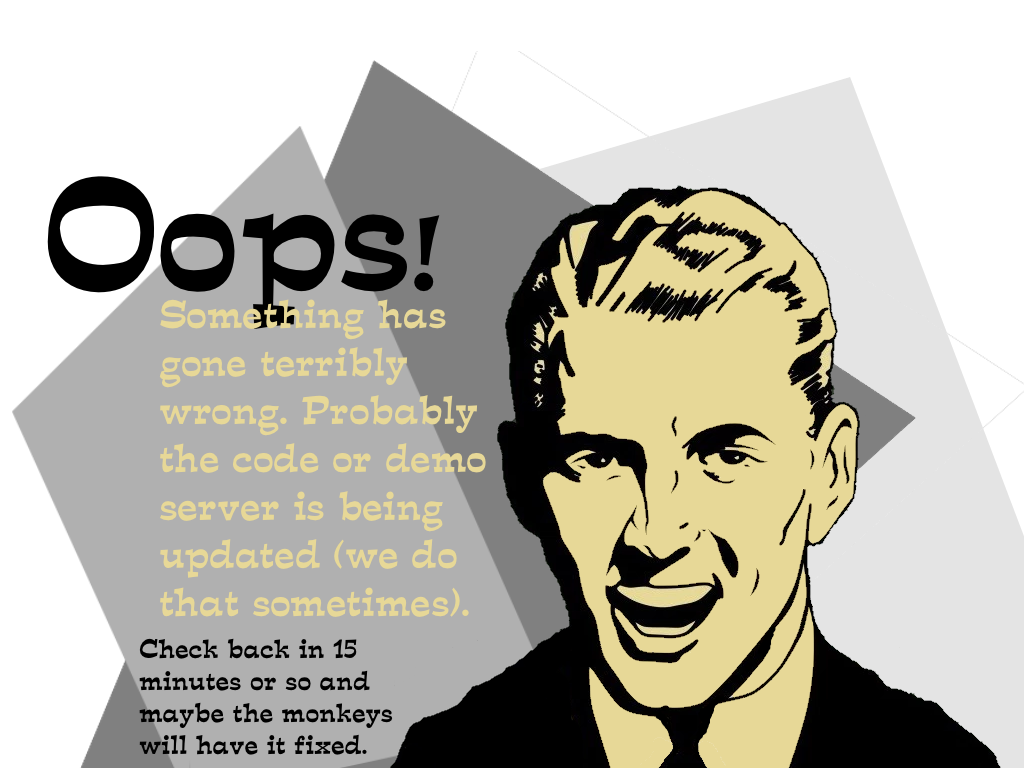 Oops!
Something has
gone terribly
wrong. Probably
the code or demo
server is being
updated (we do
that sometimes).
Check back in 15
minutes or so and
maybe the monkeys
will have it fixed.